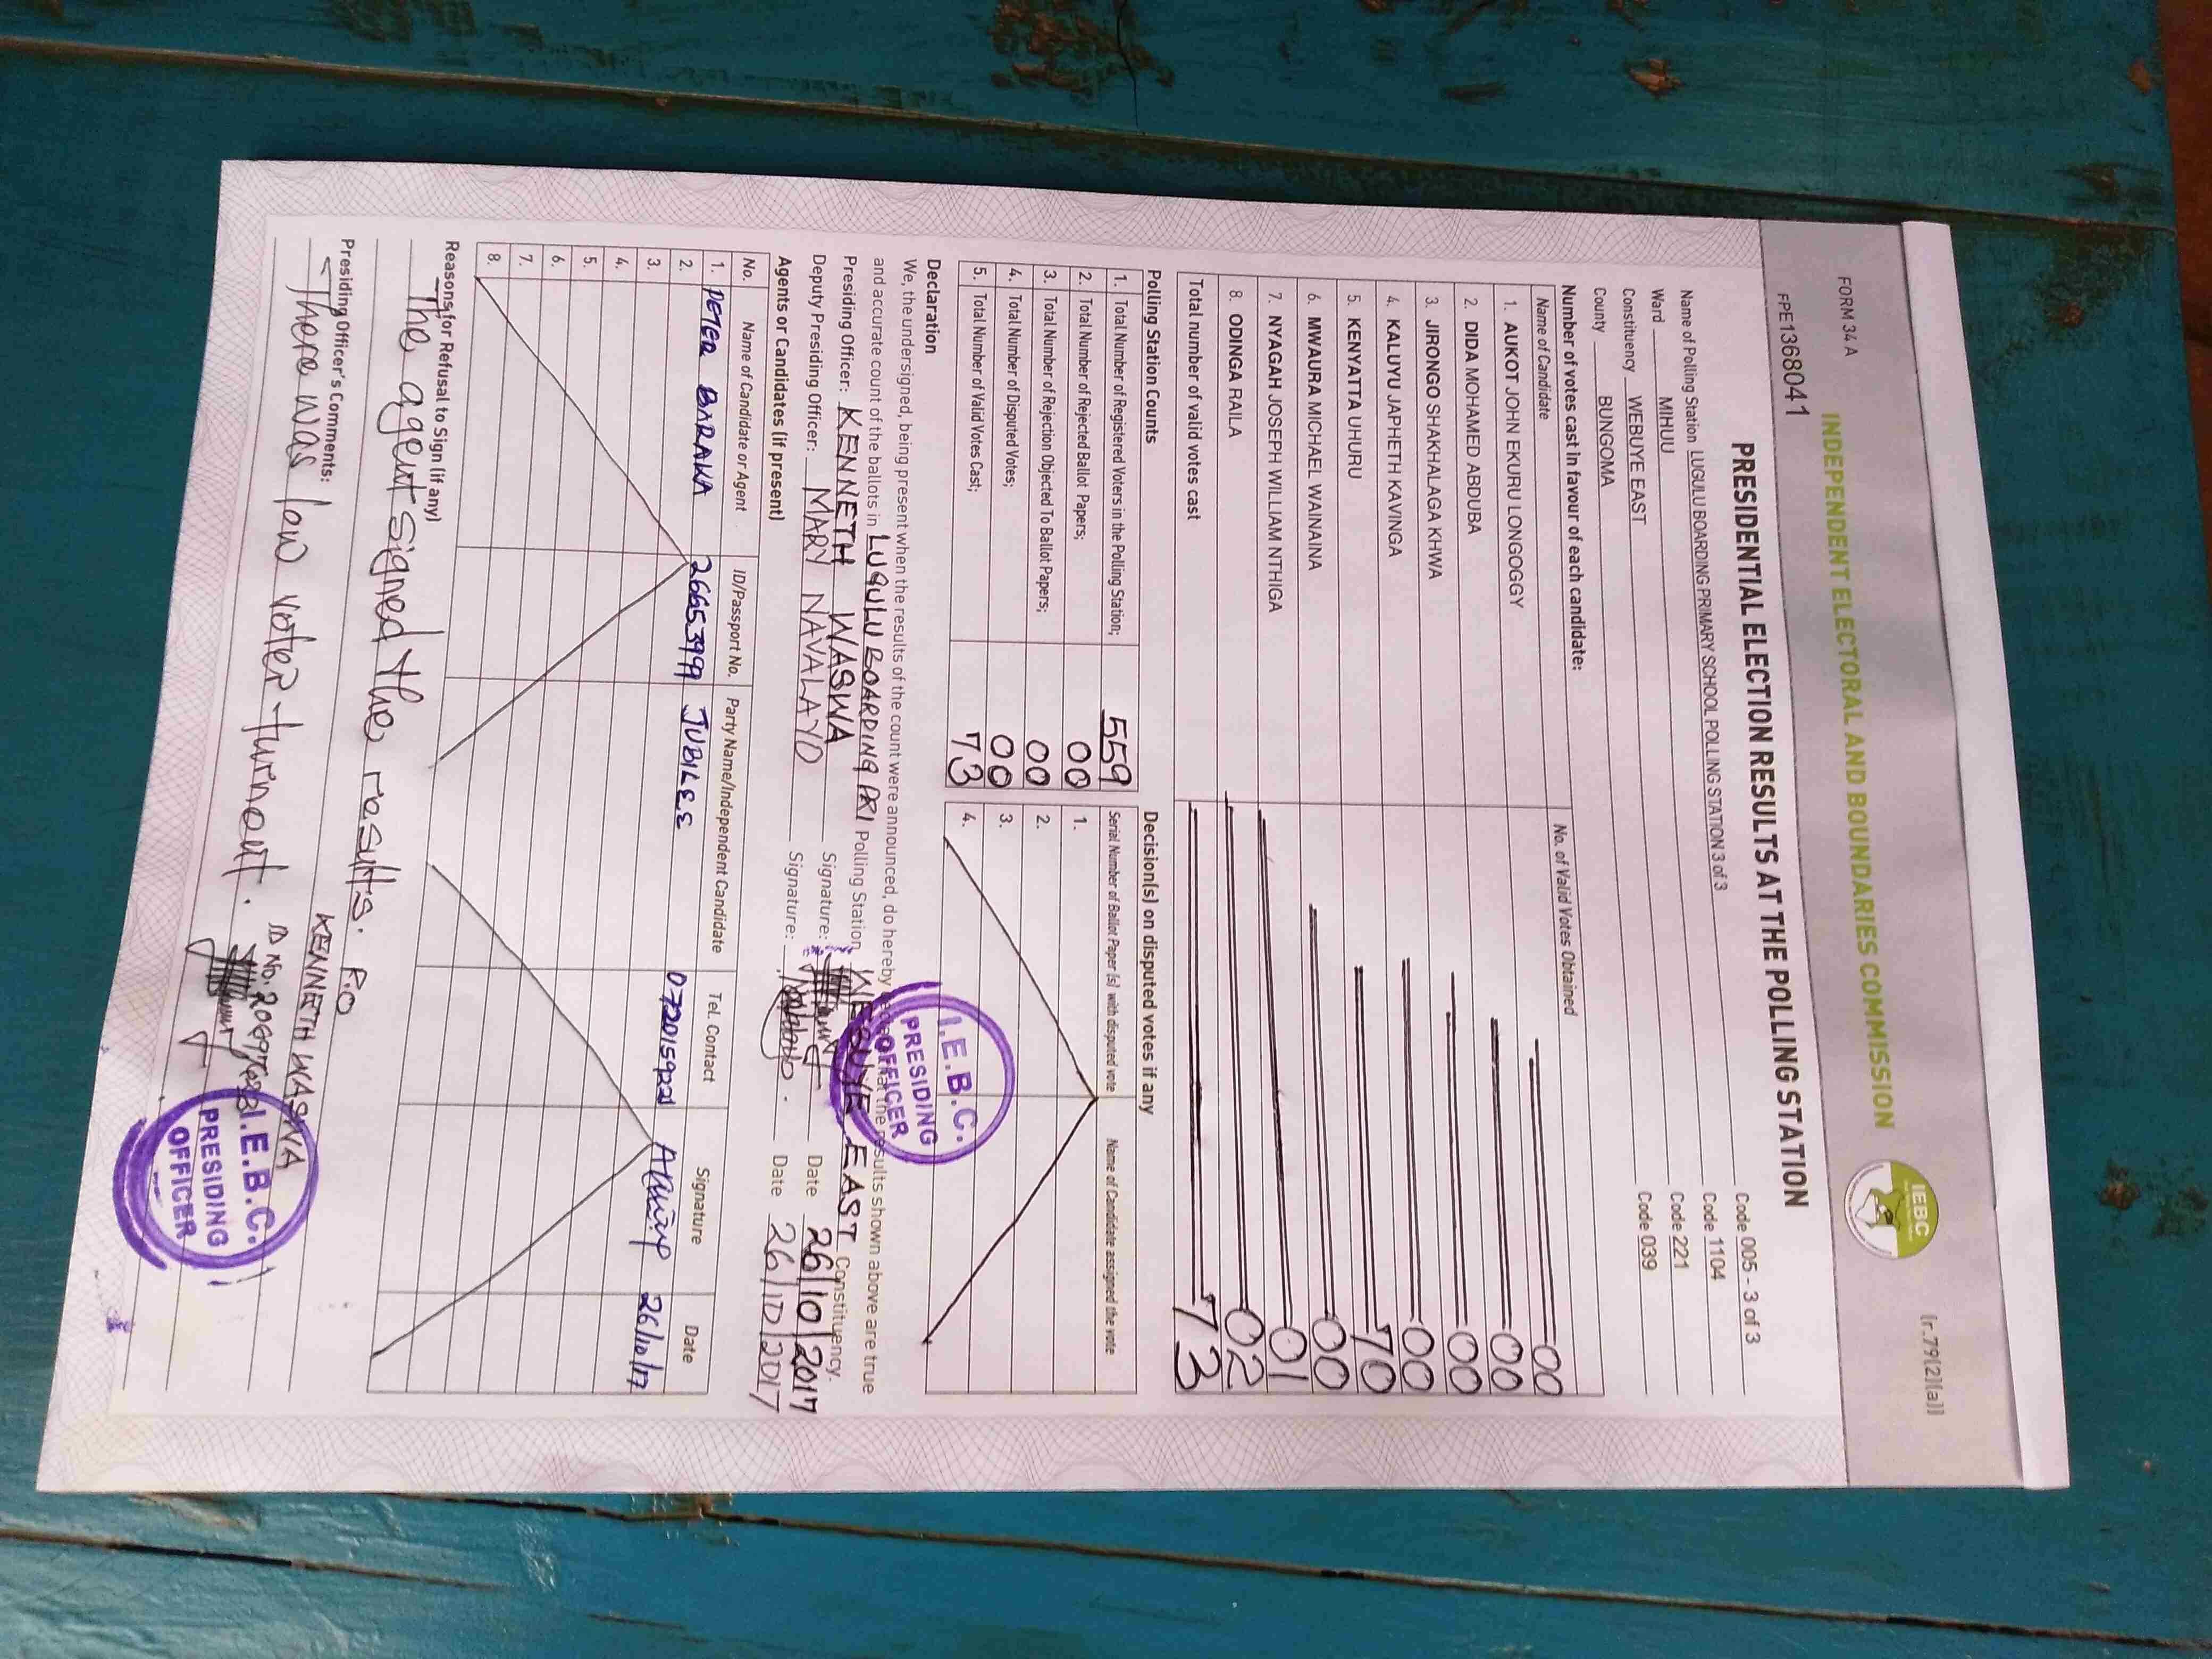 FORM 34 A
(r.79(2)(a))
INDEPENDENT ELECTORAL AND BOUNDARIES COMMISSION
IEBC
FPE1368041
PRESIDENTIAL ELECTION RESULTS AT THE POLLING STATION
Name of Polling Station LUGULU BOARDING PRIMARY SCHOOL POLLING STATION 3 of 3 Code 005 - 3 of 3
Ward MIHUU Code 1104
Constituency WEBUYE EAST Code 221
County BUNGOMA Code 039
Number of votes cast in favour of each candidate:
Name of Candidate No. of Valid Votes Obtained
1. AUKOT JOHN EKURU LONGOGGY 00
2. DIDA MOHAMED ABDUBA 00
3. JIRONGO SHAKHALAGA KHWA 00
4. KALUYU JAPHETH KAVINGA 00
5. KENYATTA UHURU 70
6. MWAURA MICHAEL WAINAINA 00
7. NYAGAH JOSEPH WILLIAM NTHIGA 01
8. ODINGA RAILA 02
Total number of valid votes cast 73
Polling Station Counts
1. Total Number of Registered Voters in the Polling Station; 559
2. Total Number of Rejected Ballot Papers; 00
3. Total Number of Rejection Objected To Ballot Papers; 00
4. Total Number of Disputed Votes; 00
5. Total Number of Valid Votes Cast; 73
Decision(s) on disputed votes if any
Serial Number of Ballot Paper (s) with disputed vote Name of Candidate assigned the vote
1.
2.
3.
4.
Declaration
We, the undersigned, being present when the results of the count were announced, do hereby that the results shown above are true
and accurate count of the ballots in LUGULU BOARDING PRI Polling Station WEBUYE EAST Constituency.
Presiding Officer: KENNETH WASWA Signature: Date 26/10/2017
Deputy Presiding Officer: MARY NAVALAYO Signature: Date 26/10/2017
I.E.B.C.
PRESIDING
OFFICER
Agents or Candidates (if present)
No. Name of Candidate or Agent ID/Passport No. Party Name/Independent Candidate Tel. Contact Signature Date
1. PETER BARAKA 26653999 JUBILEE 0720159221 26/10/17
2.
3.
4.
5.
6.
7.
8.
Reasons for Refusal to Sign (if any)
The agent signed the results.
Presiding Officer's Comments:
There was low voter turnout.
P.O
KENNETH WASWA
ID No.
I.E.B.C.
PRESIDING
OFFICER